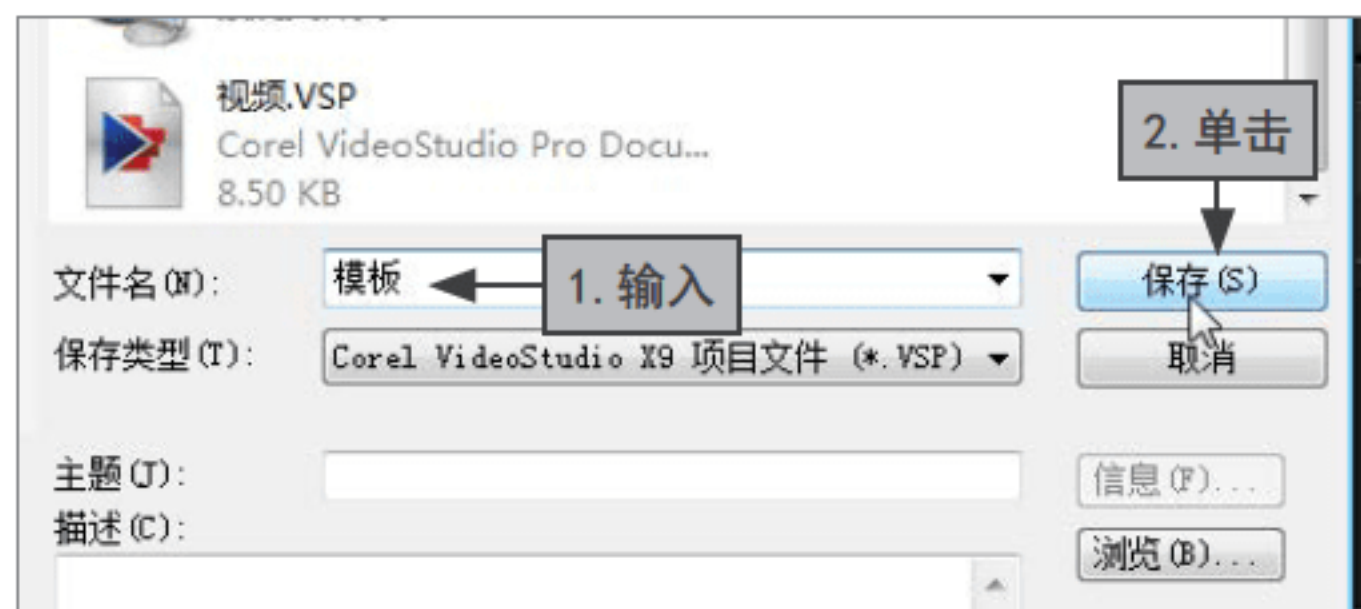 视频.VSP
Corel VideoStudio Pro Docu...
8.50 KB
2. 单击
文件名(N): 模板 1. 输入 保存(S)
保存类型(T): Corel VideoStudio X9 项目文件 (*.VSP) 取消
主题(J): 信息(F)...
描述(C):
浏览(B)...